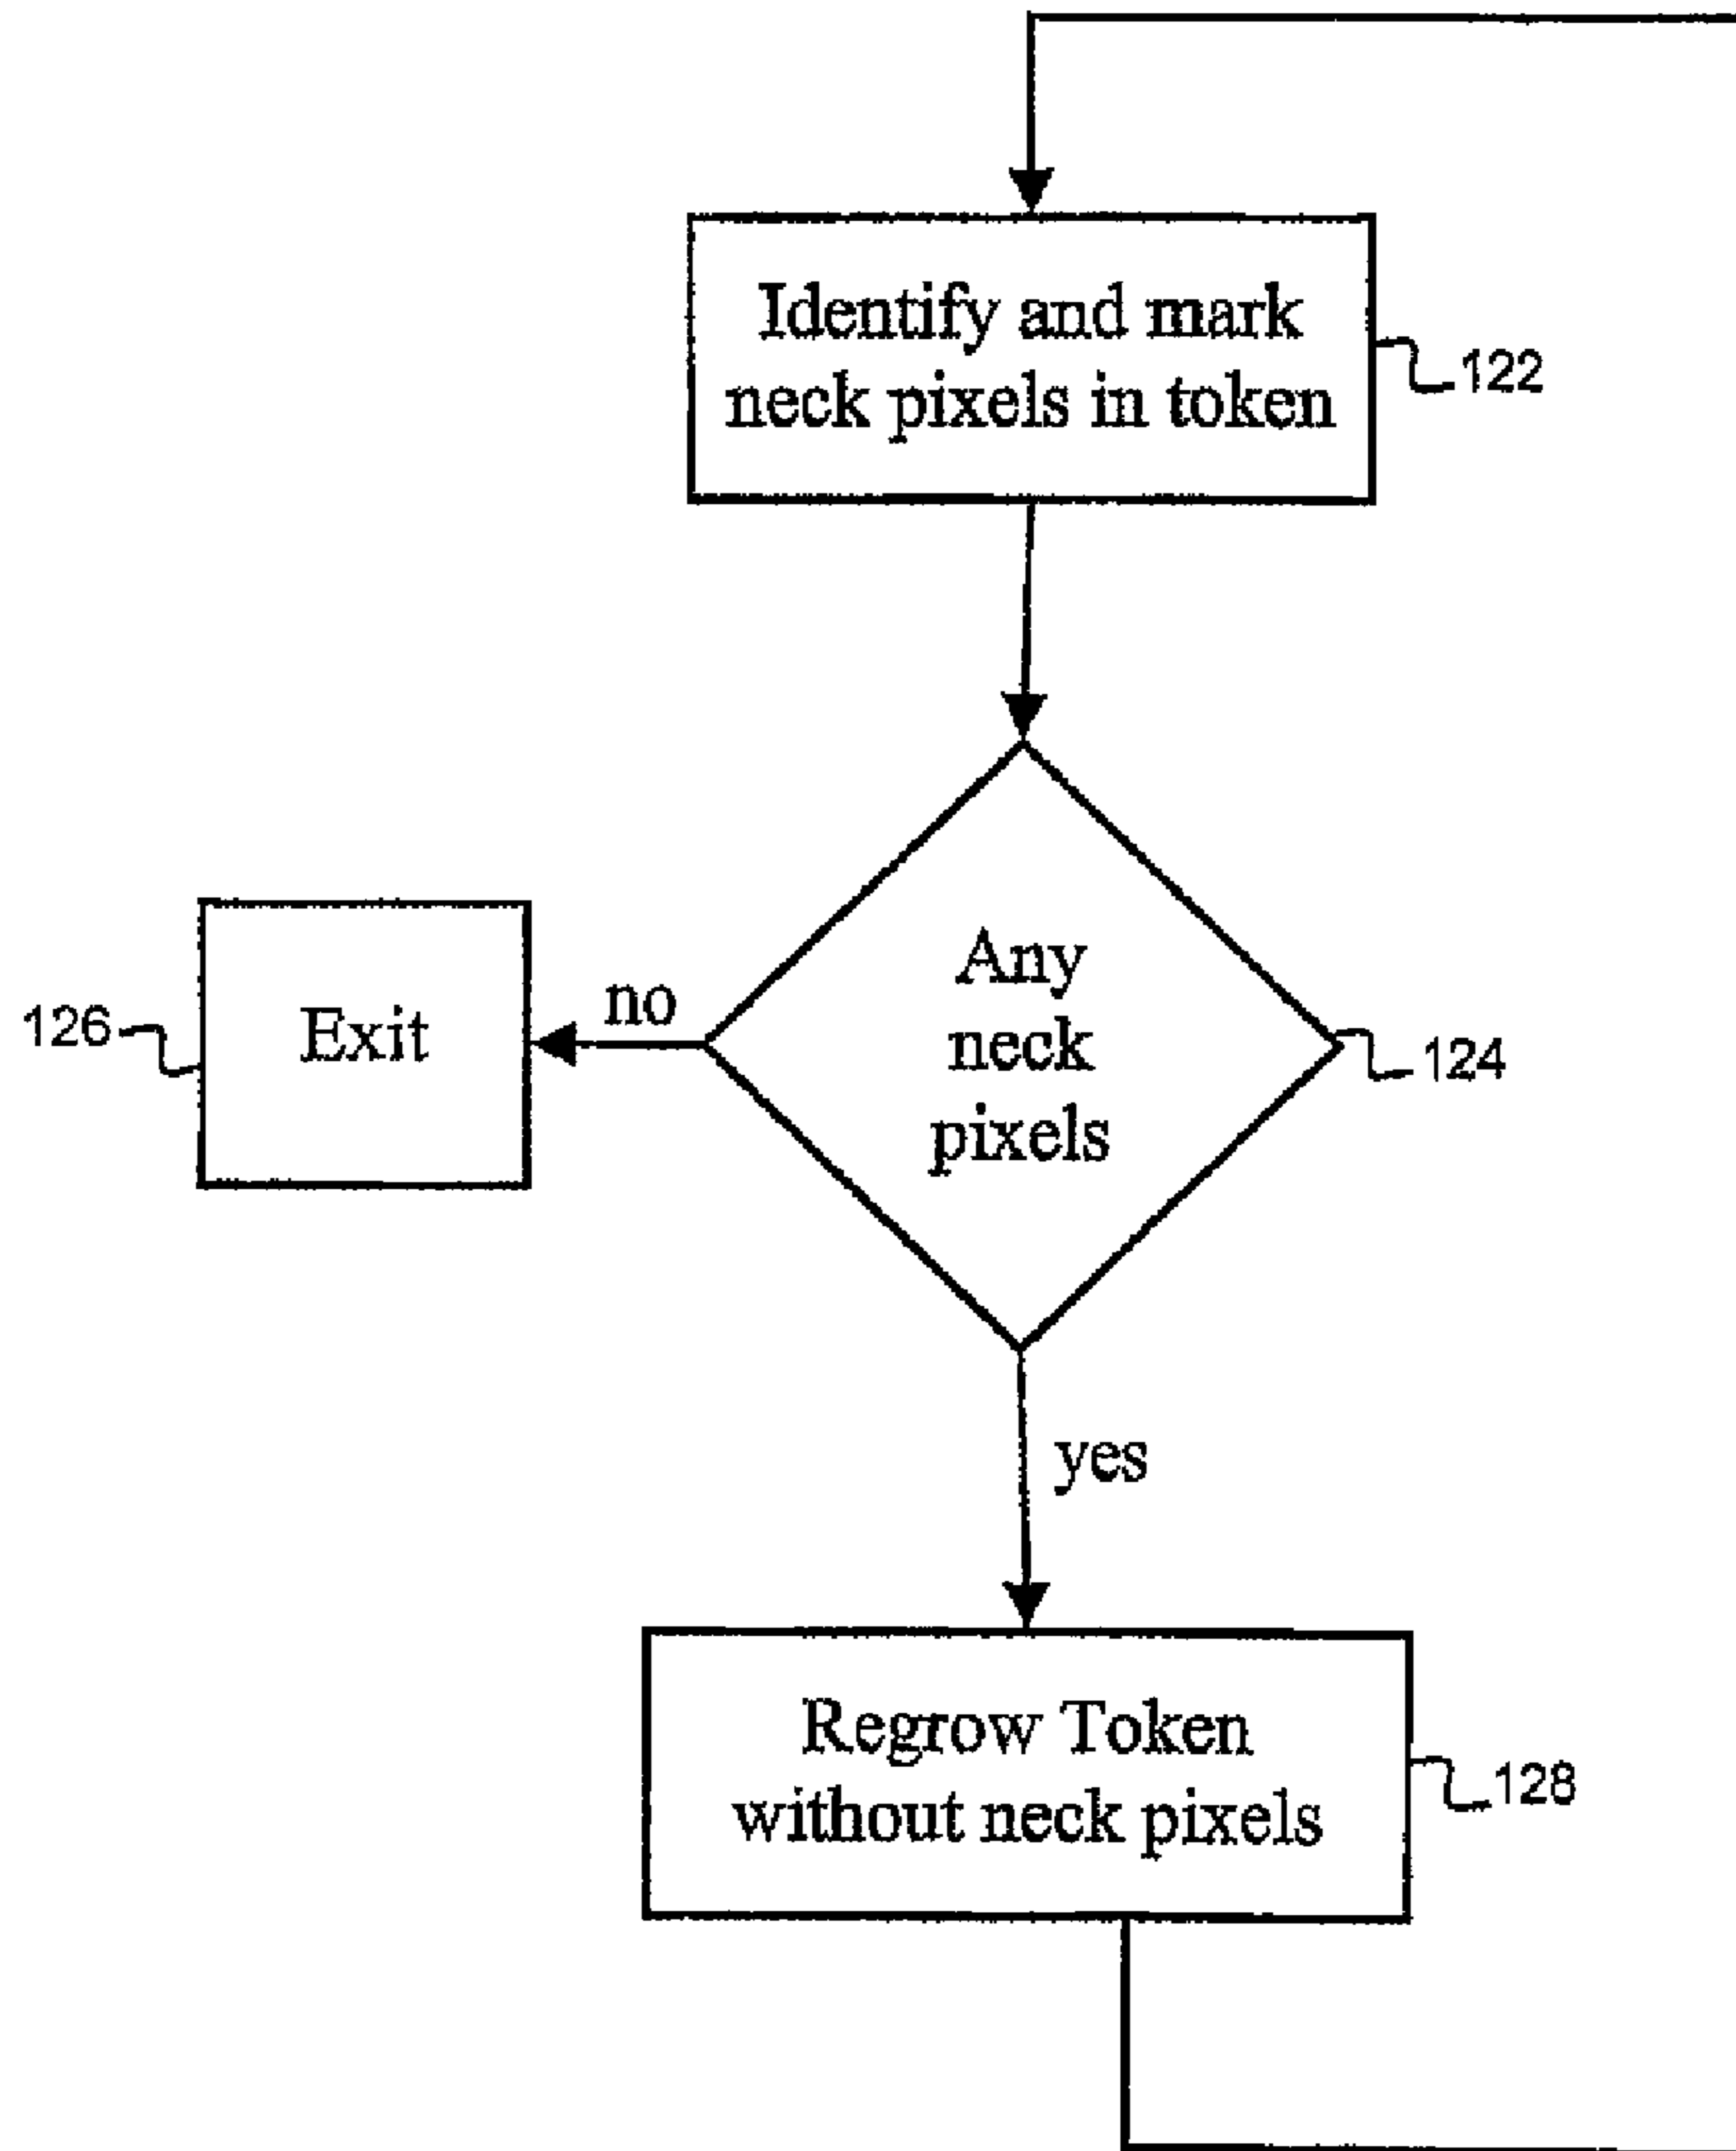 Identify and mark
neck pixels in token
122
Any
neck
pixels
124
no
Exit
126
yes
Regrow Token
without neck pixels
128